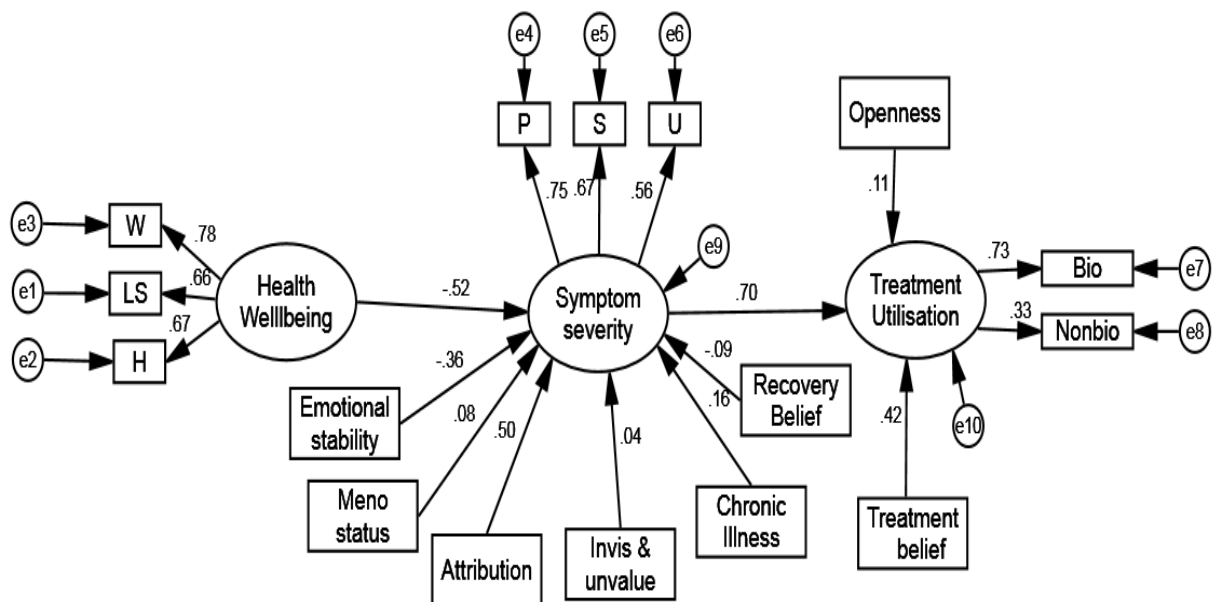 e4
e5
e6
P
S
U
Openness
.75
.67
.56
.11
e3
W
.78
e9
.73
Bio
e7
e1
LS
.66
Health
Welllbeing
-.52
Symptom
severity
.70
Treatment
Utilisation
e2
H
.67
.33
Nonbio
e8
-.36
-.09
Recovery
Belief
.16
Emotional
stability
.08
.50
.04
.42
e10
Meno
status
Chronic
Illness
Attribution
Invis &
unvalue
Treatment
belief